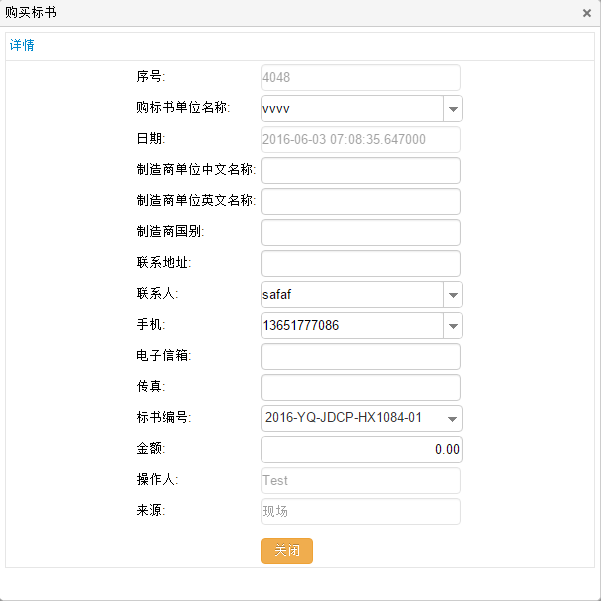 购买标书
详情
序号: 4048
购标书单位名称: vvvv
日期: 2016-06-03 07:08:35.647000
制造商单位中文名称:
制造商单位英文名称:
制造商国别:
联系地址:
联系人: safaf
手机: 13651777086
电子信箱:
传真:
标书编号: 2016-YQ-JDCP-HX1084-01
金额: 0.00
操作人: Test
来源: 现场
关闭